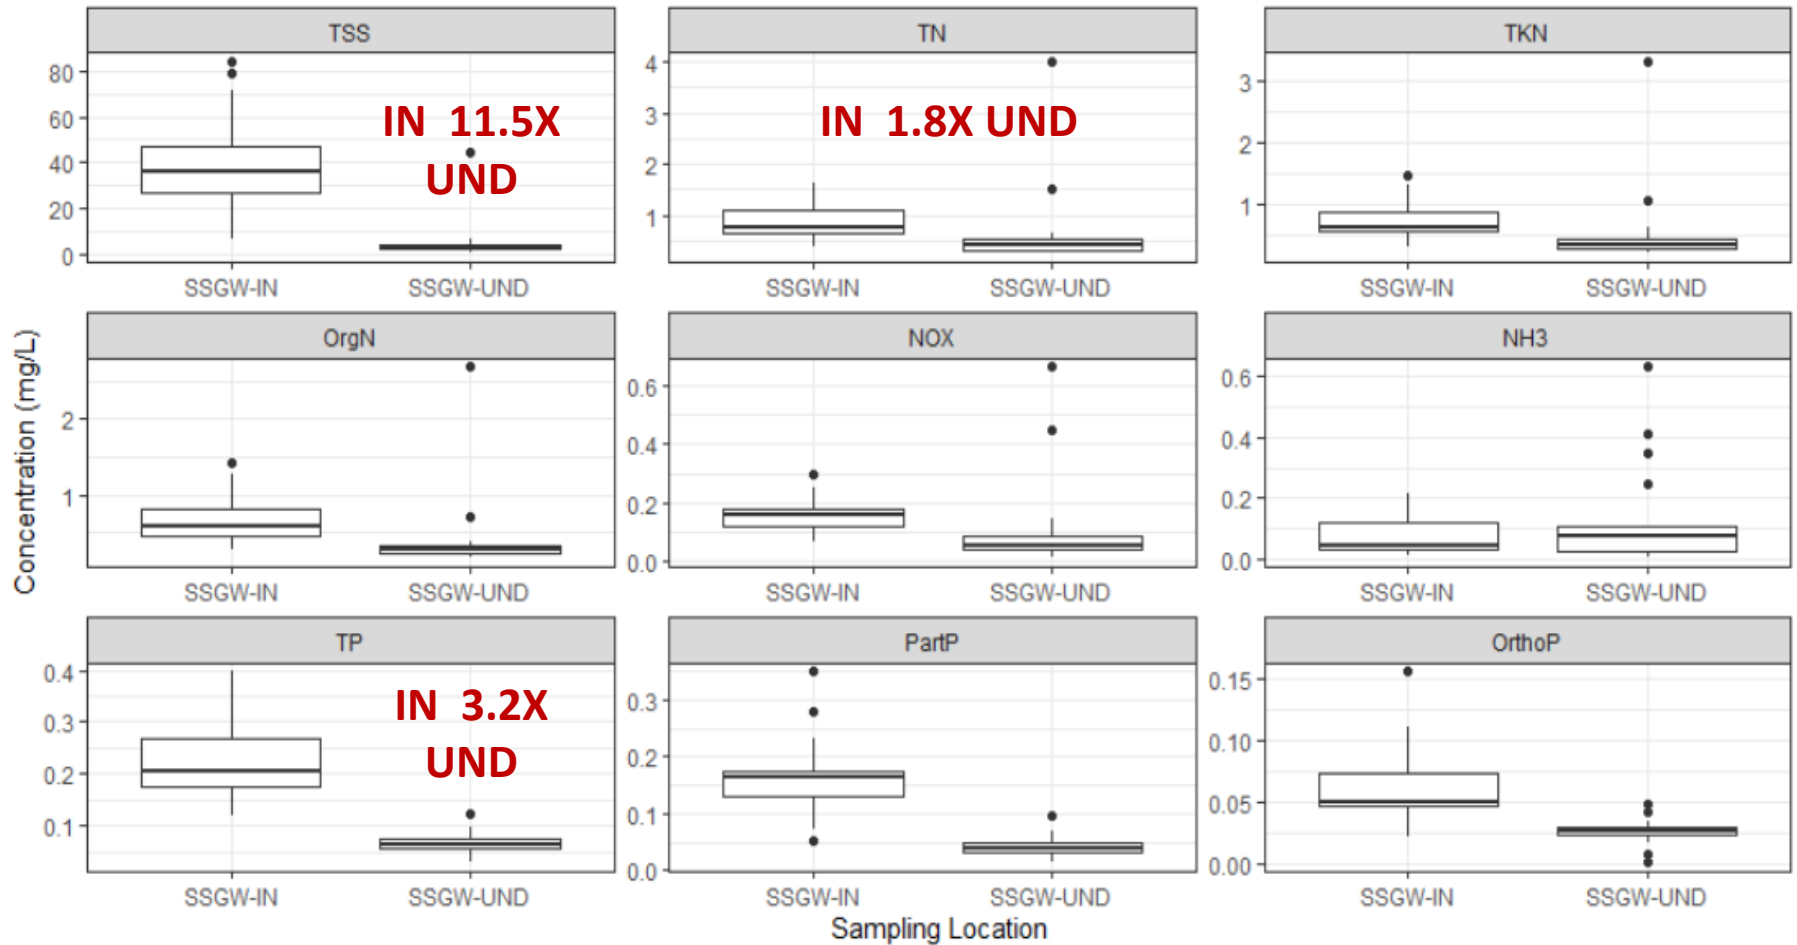 TSS
TN
TKN
80
60
40
20
0
IN 11.5X
UND
SSGW-IN
SSGW-UND
4
3
2
1
IN 1.8X UND
SSGW-IN
SSGW-UND
3
2
1
SSGW-IN
SSGW-UND
Concentration (mg/L)
OrgN
NOX
NH3
2
1
SSGW-IN
SSGW-UND
0.6
0.4
0.2
0.0
SSGW-IN
SSGW-UND
0.6
0.4
0.2
0.0
SSGW-IN
SSGW-UND
TP
PartP
OrthoP
0.4
0.3
0.2
0.1
IN 3.2X
UND
SSGW-IN
SSGW-UND
0.3
0.2
0.1
0.0
SSGW-IN
SSGW-UND
0.15
0.10
0.05
0.00
SSGW-IN
SSGW-UND
Sampling Location